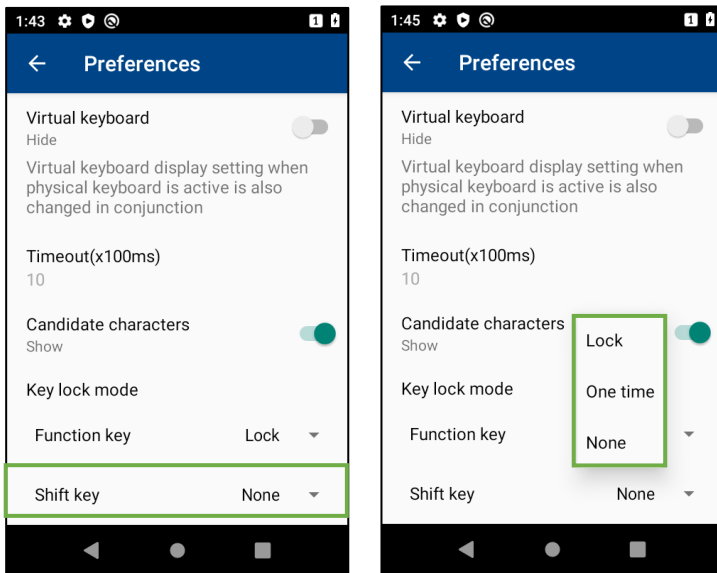 1:43
1
Preferences
Virtual keyboard
Hide
Virtual keyboard display setting when
physical keyboard is active is also
changed in conjunction
Timeout(x100ms)
10
Candidate characters
Show
Key lock mode
Function key Lock
Shift key None
1:45
1
Preferences
Virtual keyboard
Hide
Virtual keyboard display setting when
physical keyboard is active is also
changed in conjunction
Timeout(x100ms)
10
Candidate characters
Show
Key lock mode
Function key
Lock
One time
None
Shift key None